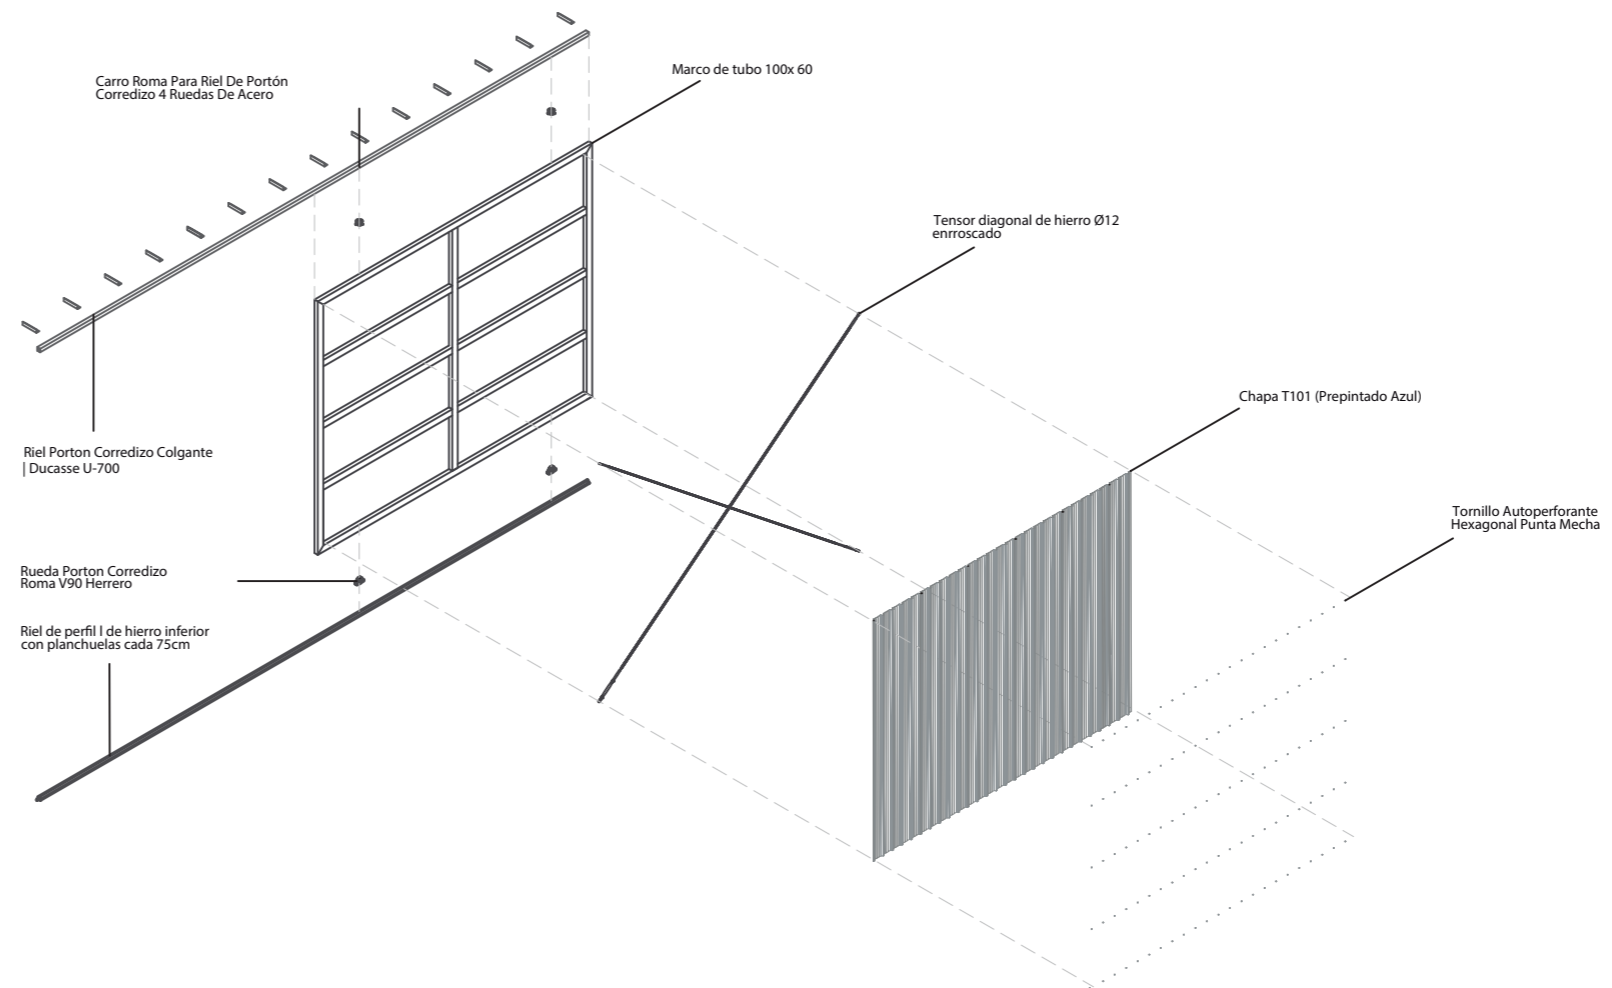 Carro Roma Para Riel De Portón
Corredizo 4 Ruedas De Acero
Marco de tubo 100x 60
Tensor diagonal de hierro Ø12
enrroscado
Chapa T101 (Prepintado Azul)
Riel Porton Corredizo Colgante
| Ducasse U-700
Tornillo Autoperforante
Hexagonal Punta Mecha
Rueda Porton Corredizo
Roma V90 Herrero
Riel de perfil I de hierro inferior
con planchuelas cada 75cm